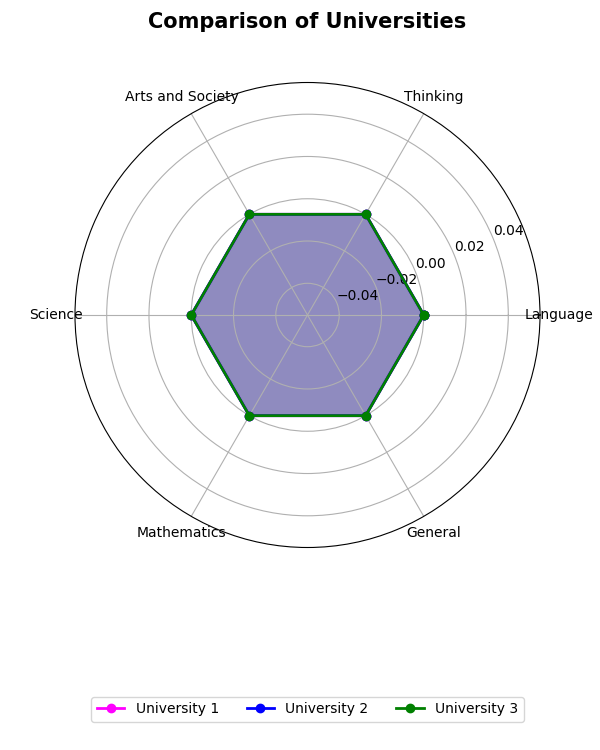 Comparison of Universities
Arts and Society
Thinking
0.04
0.02
0.00
−0.02
−0.04
Science
Language
Mathematics
General
University 1
University 2
University 3